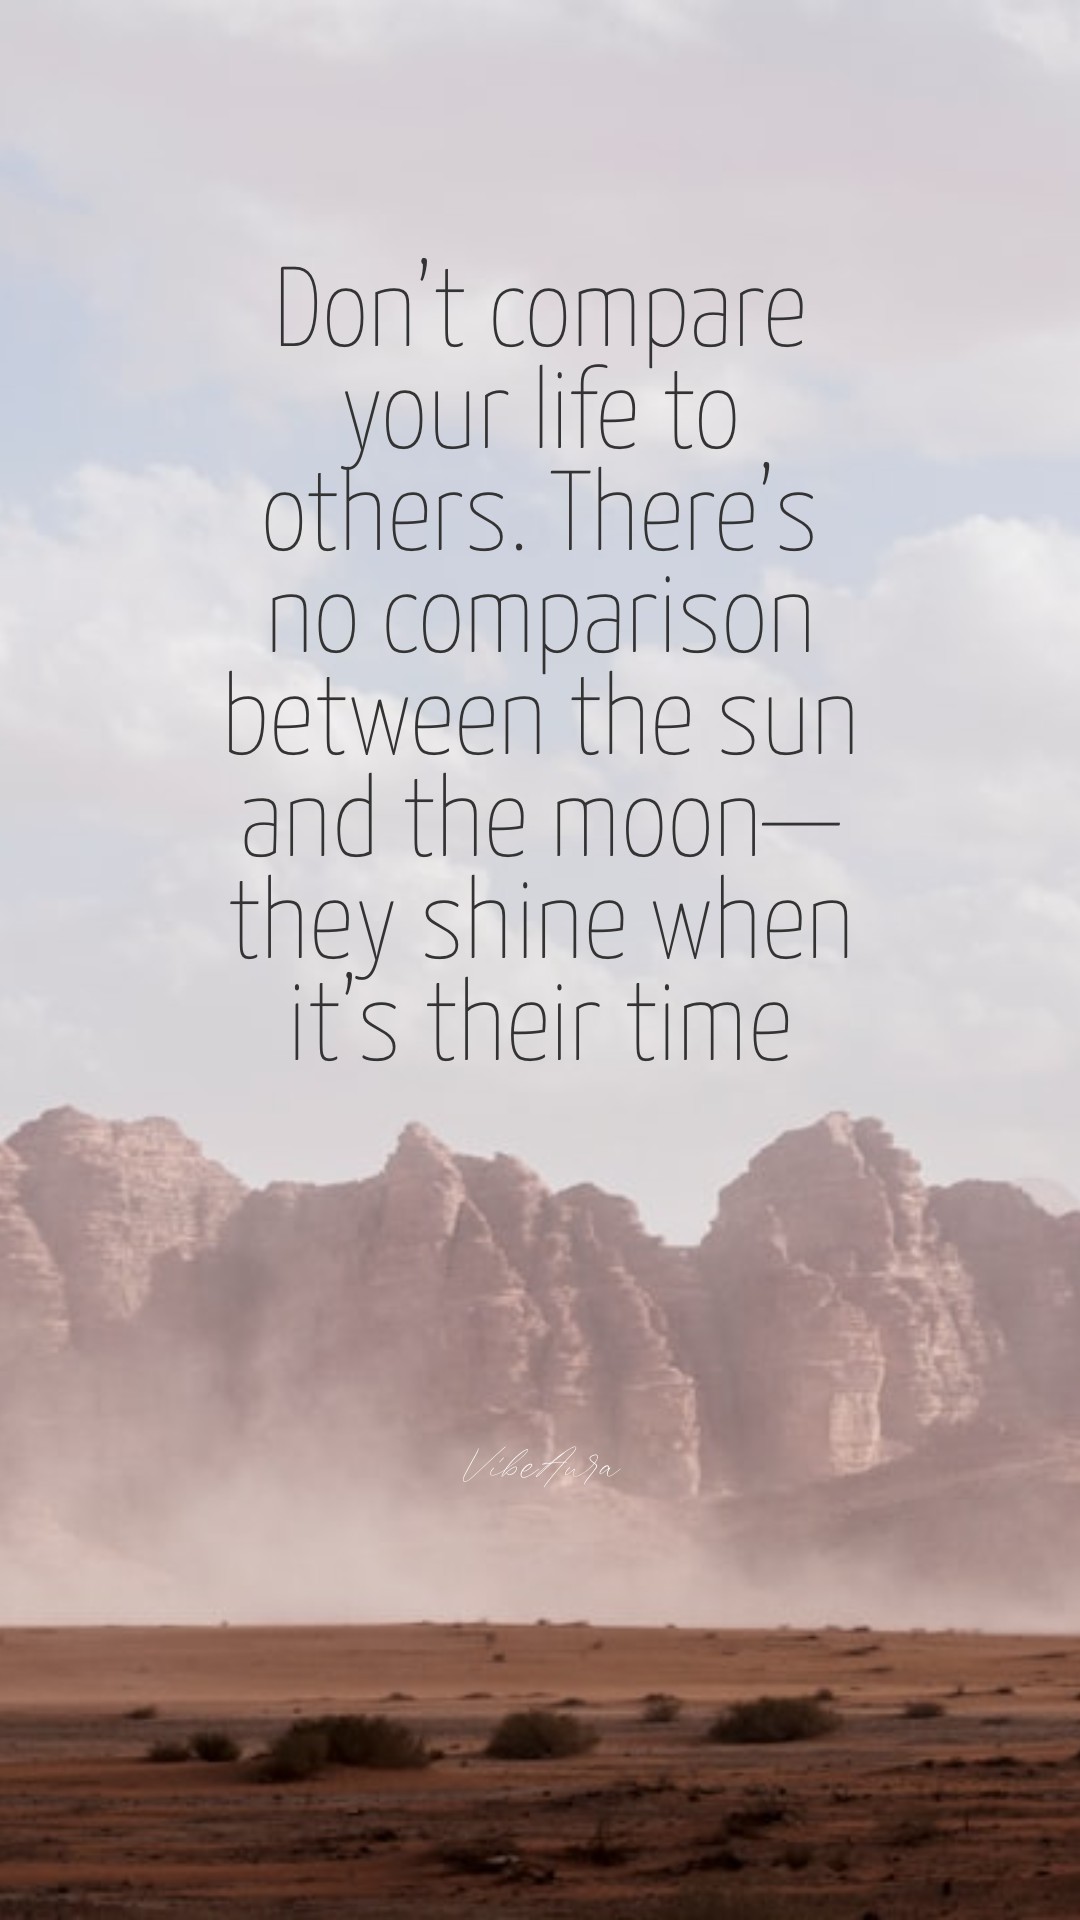 Don’t compare
your life to
others. There’s
no comparison
between the sun
and the moon—
they shine when
it’s their time
VibeAura